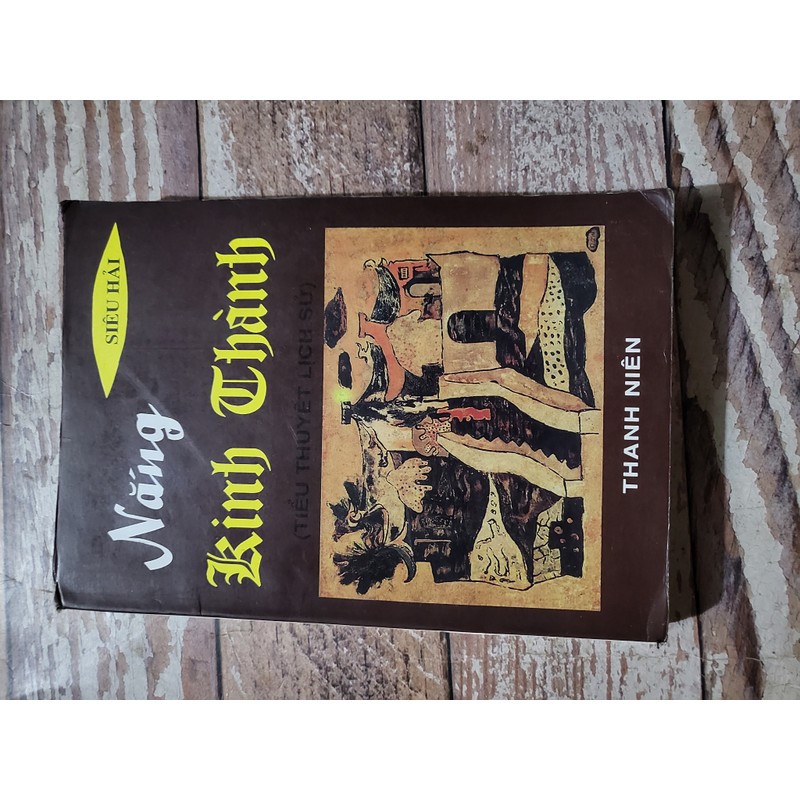 SIÊU HẢI
Nắng
Kinh Thành
(TIỂU THUYẾT LỊCH SỬ)
THANH NIÊN